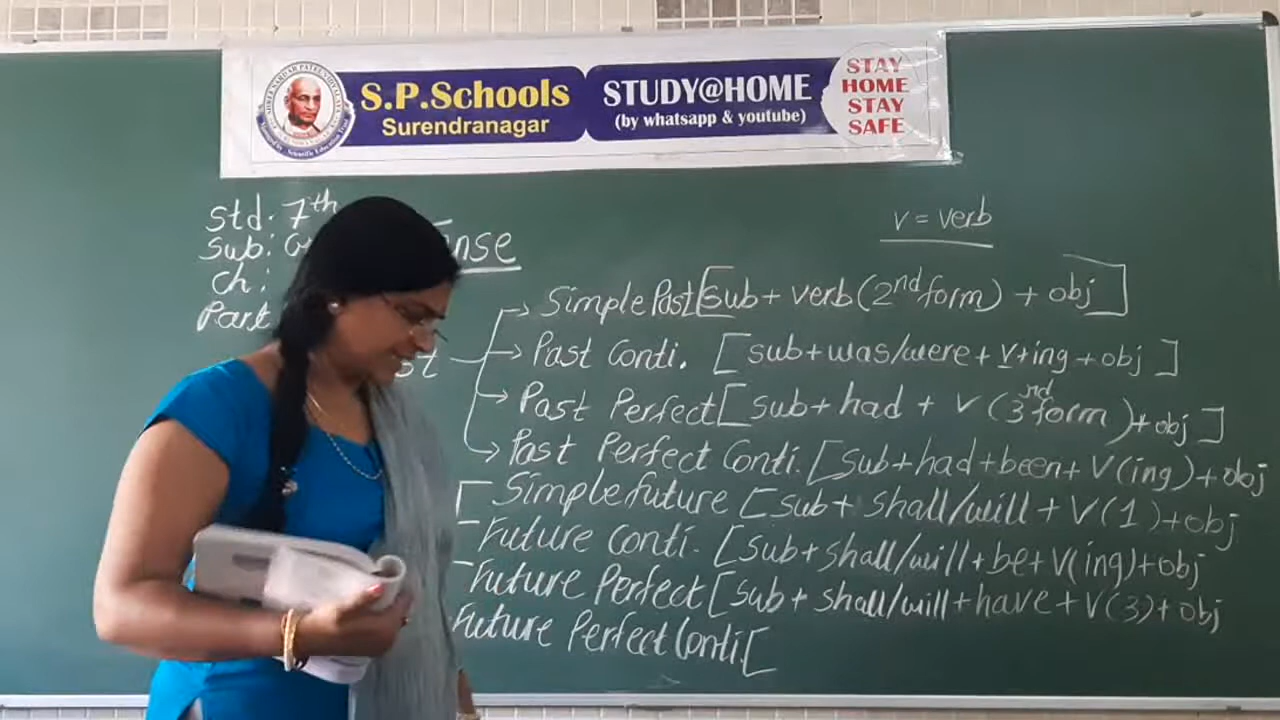 S.P.Schools
Surendranagar
STUDY@HOME
(by whatsapp & youtube)
STAY
HOME
STAY
SAFE
Std: 7th
Sub:
Ch:
Part
v = verb
Simple Past [sub + verb (2nd form) + obj]
Past Conti. [sub+was/were+v+ing+obj]
Past Perfect [sub+had + v (3rd form)+obj]
Past Perfect Conti. [sub+had+been+V(ing)+obj
Simple future [sub+ shall/will + V(1)+obj
Future Conti. [sub+shall/will+be+V(ing)+obj
Future Perfect [sub+shall/will+have+V(3)+obj
Future Perfect Conti. [